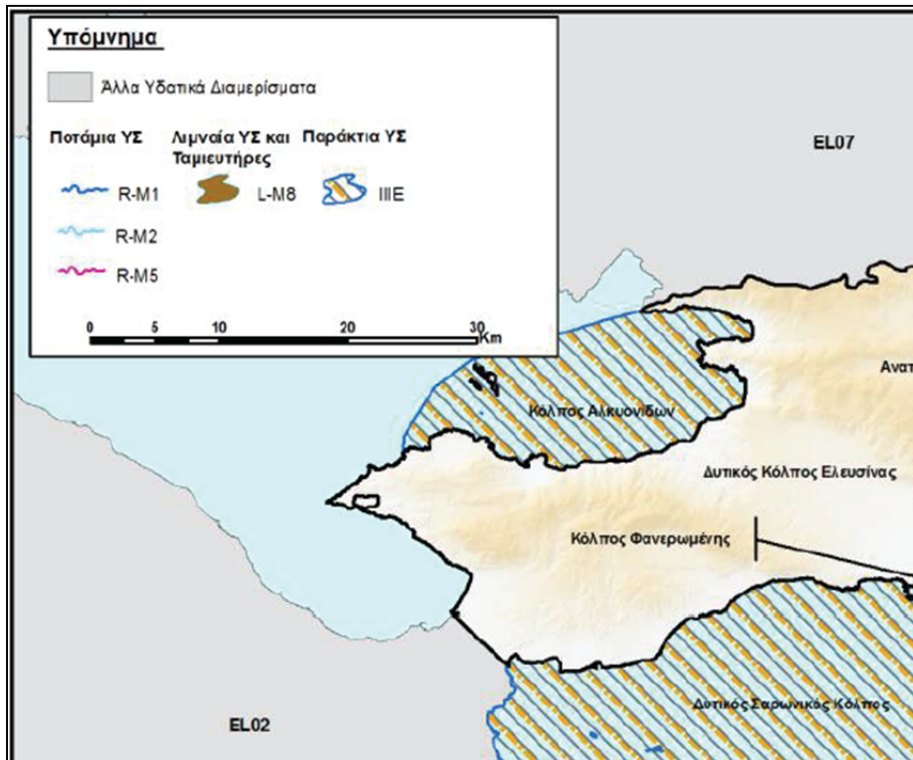 Υπόμνημα
Άλλα Υδατικά Διαμερίσματα
Ποτάμια ΥΣ
Λιμναία ΥΣ και
Ταμιευτήρες
Παράκτια ΥΣ
R-M1
L-M8
IIIE
R-M2
R-M5
0 5 10 20 30
Km
EL07
Ανατ
Κόλπος Αλκυονίδων
Δυτικός Κόλπος Ελευσίνας
Κόλπος Φανερωμένης
Δυτικός Σαρωνικός Κόλπος
EL02